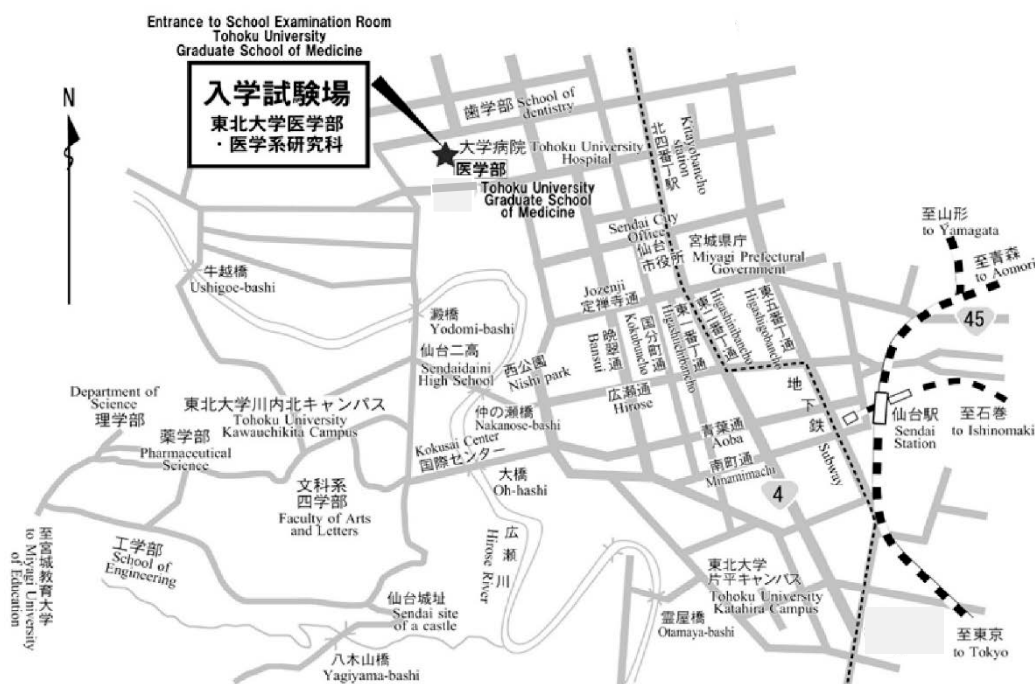 Entrance to School Examination Room
Tohoku University
Graduate School of Medicine
入学試験場
東北大学医学部
・医学系研究科
N
歯学部 School of
dentistry
大学病院 Tohoku University
Hospital
医学部
Tohoku University
Graduate School
of Medicine
北四番丁駅
Kitayobancho
station
Sendai City
Office
仙台
市役所
宮城県庁
Miyagi Prefectural
Government
至山形
to Yamagata
至青森
to Aomori
45
牛越橋
Ushigoe-bashi
澱橋
Yodomi-bashi
Jozenji
定禅寺通
晩翠通
Bansui
国分町通
Kokubuncho
東一番丁通
Higashiichibancho
東二番丁通
Higashinibancho
東五番丁通
Higashigobancho
仙台二高
Sendaidaini
High School
西公園
Nishi park
広瀬通
Hirose
地下鉄
Subway
仙台駅
Sendai
Station
至石巻
to Ishinomaki
Department of
Science
理学部
薬学部
Pharmaceutical
Science
東北大学川内北キャンパス
Tohoku University
Kawauchikita Campus
仲の瀬橋
Nakanose-bashi
Kokusai Center
国際センター
青葉通
Aoba
南町通
Minamimachi
大橋
Oh-hashi
文科系
四学部
Faculty of Arts
and Letters
4
至宮城教育大学
to Miyagi University
of Education
工学部
School of
Engineering
広瀬川
Hirose River
東北大学
片平キャンパス
Tohoku University
Katahira Campus
仙台城址
Sendai site
of a castle
霊屋橋
Otamaya-bashi
八木山橋
Yagiyama-bashi
至東京
to Tokyo